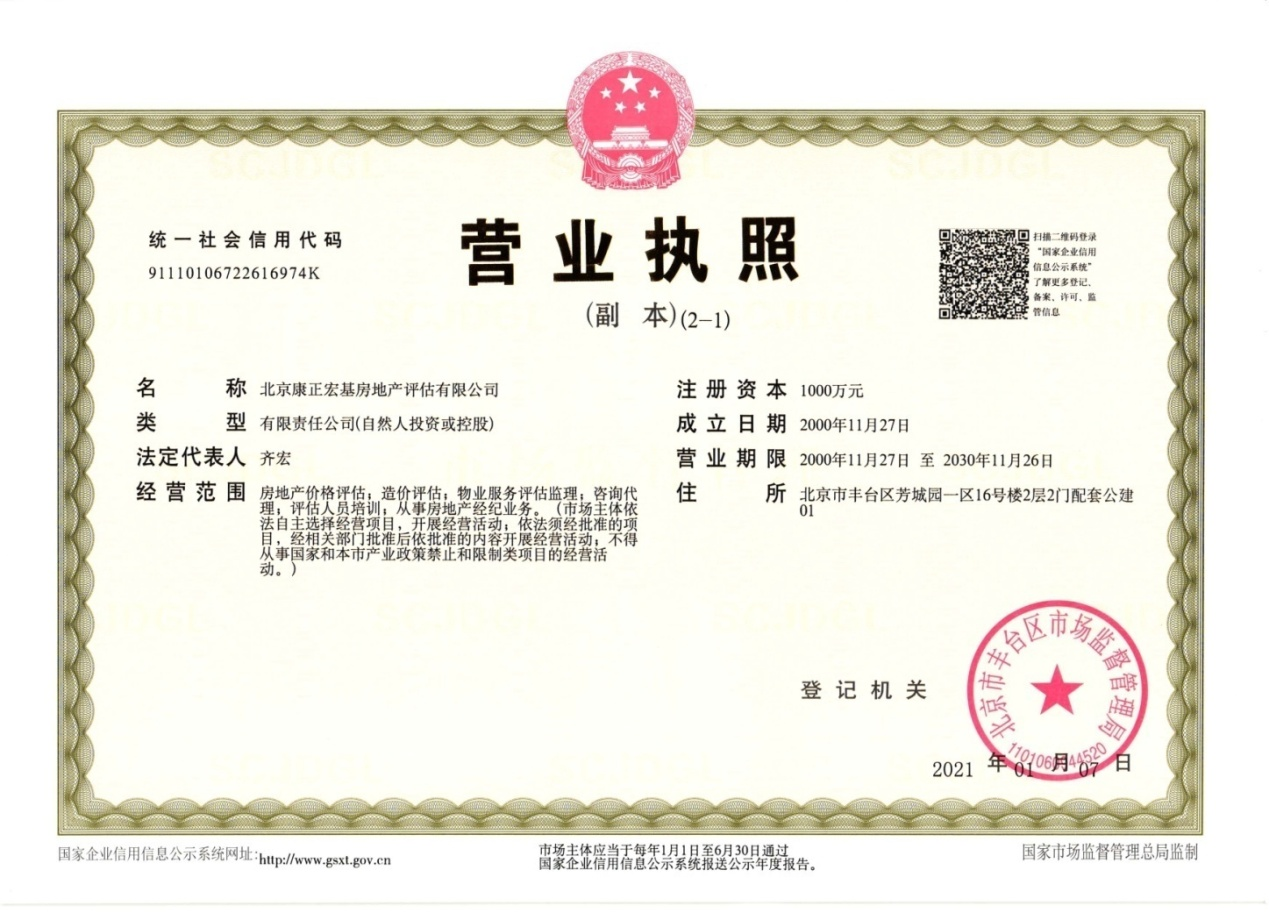 营业执照
(副 本)(2-1)
统一社会信用代码
91110106722616974K
扫描二维码登录
“国家企业信用
信息公示系统”
了解更多登记、
备案、许可、监
管信息
名 称 北京康正宏基房地产评估有限公司
类 型 有限责任公司(自然人投资或控股)
法定代表人 齐宏
经营范围 房地产价格评估；造价评估；物业服务评估监理；咨询代
理；评估人员培训；从事房地产经纪业务。（市场主体依
法自主选择经营项目，开展经营活动；依法须经批准的项
目，经相关部门批准后依批准的内容开展经营活动；不得
从事国家和本市产业政策禁止和限制类项目的经营活
动。）
注册资本 1000万元
成立日期 2000年11月27日
营业期限 2000年11月27日 至 2030年11月26日
住 所 北京市丰台区芳城园一区16号楼2层2门配套公建
01
登记机关
北京市丰台区市场监督管理局
2021 年 01 月 07 日
国家企业信用信息公示系统网址:http://www.gsxt.gov.cn
市场主体应当于每年1月1日至6月30日通过
国家企业信用信息公示系统报送公示年度报告。
国家市场监督管理总局监制